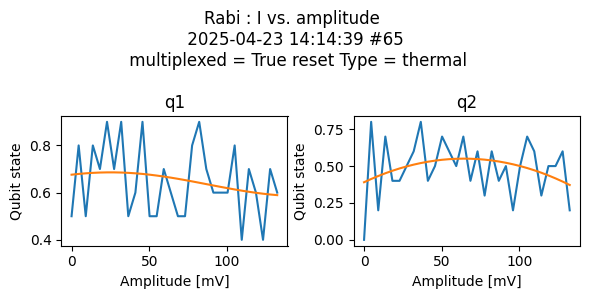 Rabi : I vs. amplitude
2025-04-23 14:14:39 #65
multiplexed = True reset Type = thermal
q1
q2
Qubit state
0.8
0.6
0.4
0
50
100
Amplitude [mV]
Qubit state
0.75
0.50
0.25
0.00
0
50
100
Amplitude [mV]